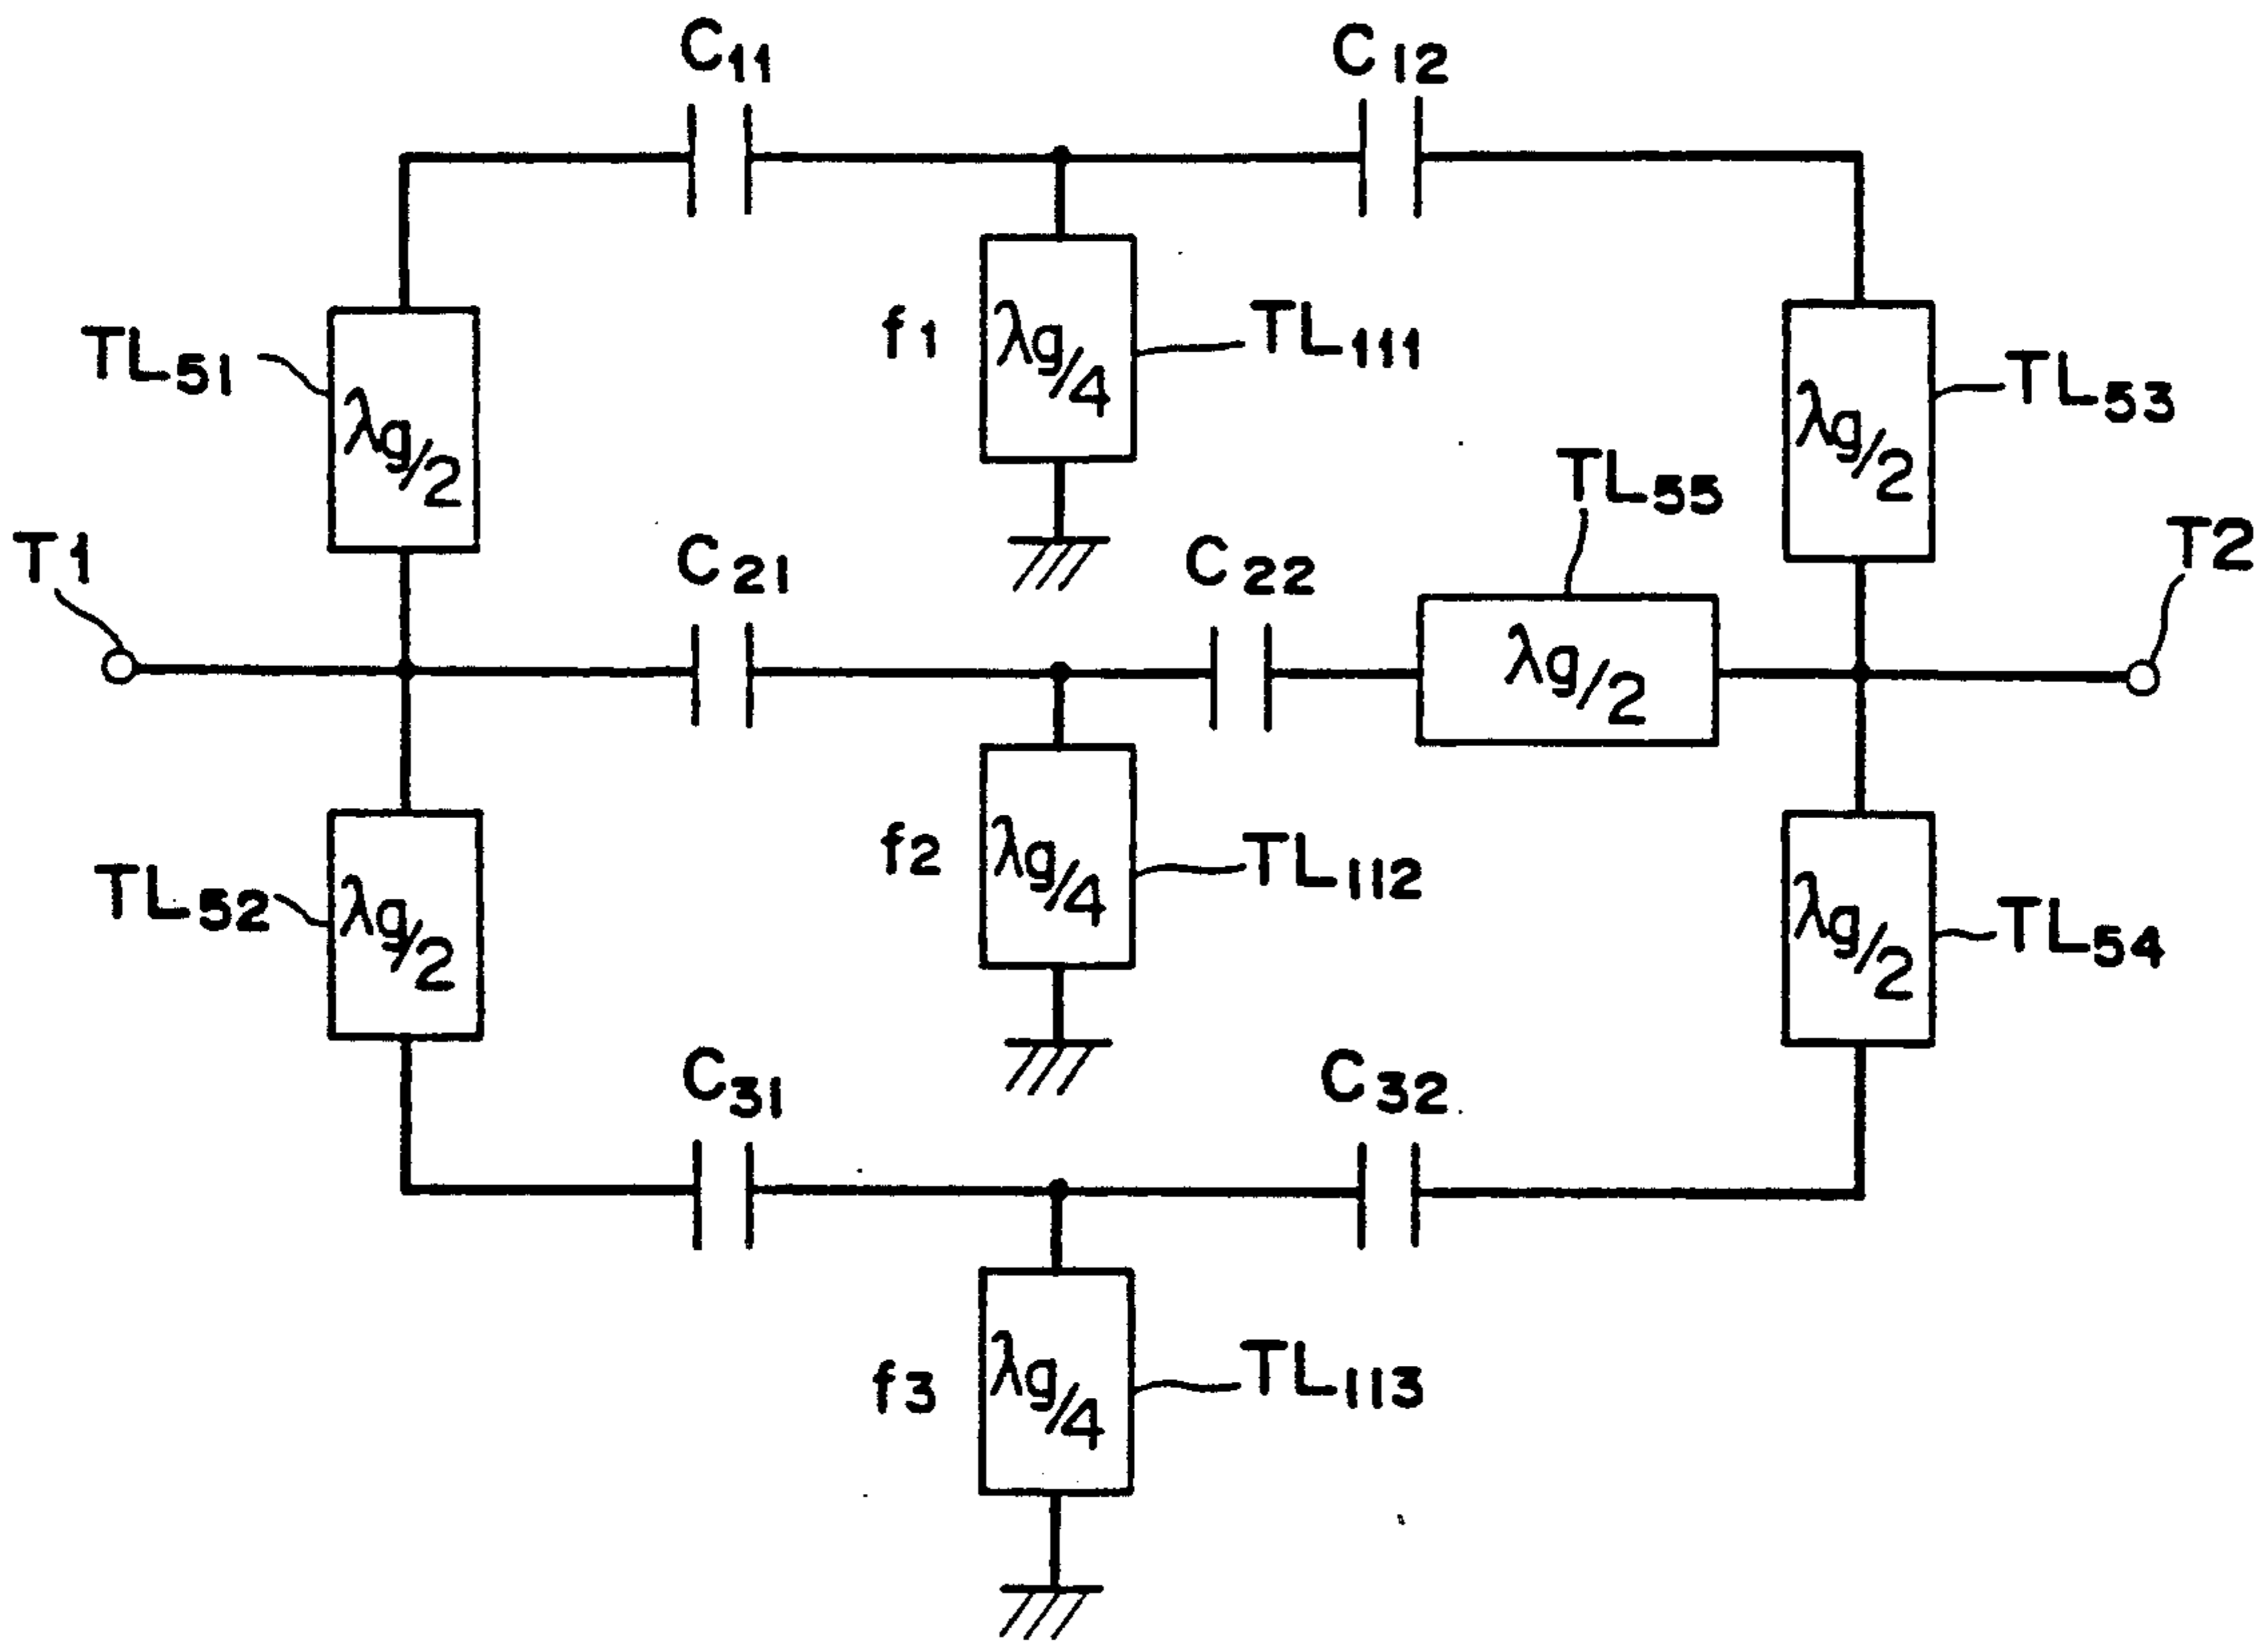 C11
C12
f1
λg/4
TL111
TL51
λg/2
TL53
λg/2
TL55
T1
C21
C22
λg/2
T2
TL52
λg/2
f2
λg/4
TL112
λg/2
TL54
C31
C32
f3
λg/4
TL113